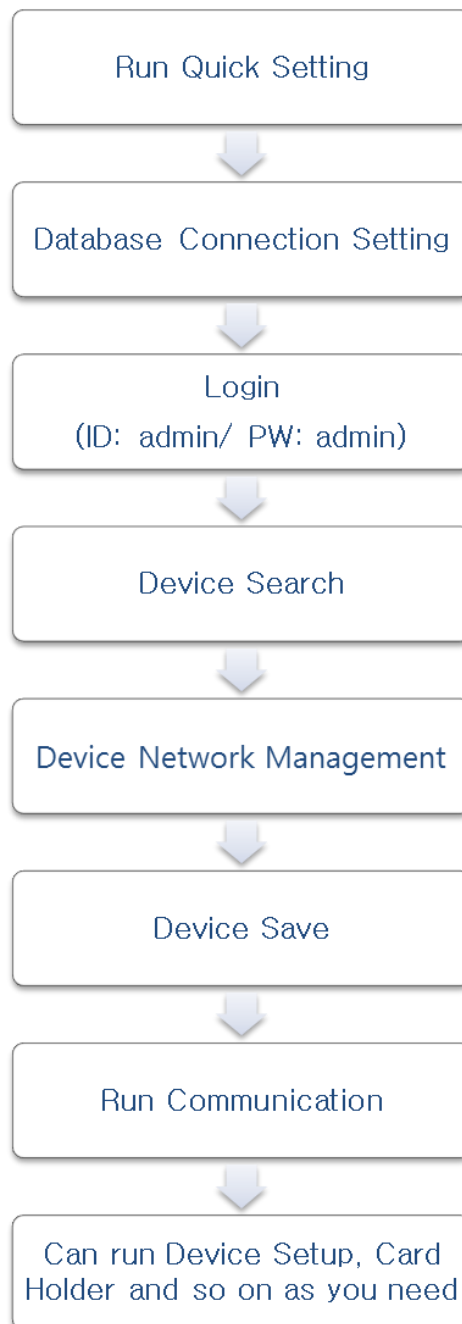 Run Quick Setting
Database Connection Setting
Login
(ID: admin/ PW: admin)
Device Search
Device Network Management
Device Save
Run Communication
Can run Device Setup, Card
Holder and so on as you need